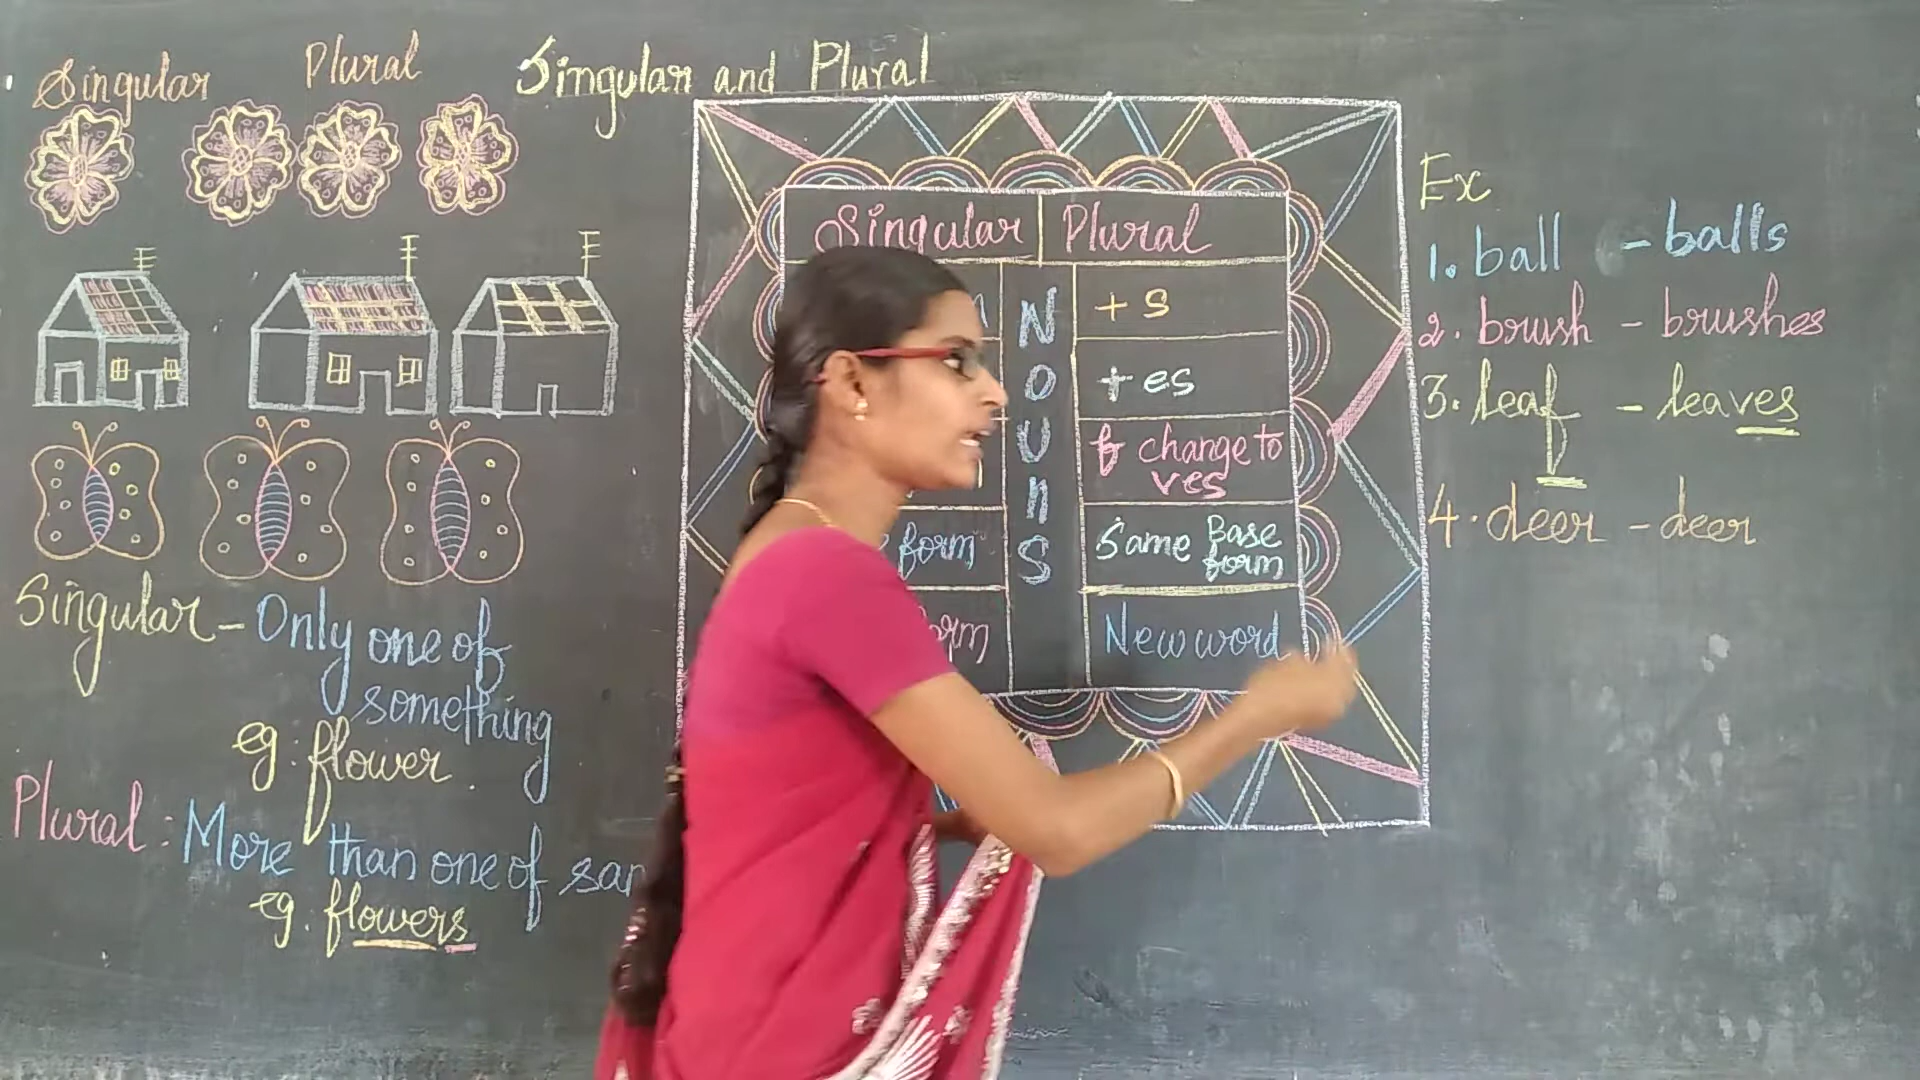 Singular Plural
Singular and Plural
Singular - Only one of
something
eg: flower.
Plural: More than one of
eg. flowers
Singular Plural
Nouns
+ s
+ es
f change to
ves
form
Same Base
form
New word
Ex
1. ball - balls
2. brush - brushes
3. leaf - leaves
4. deer - deer